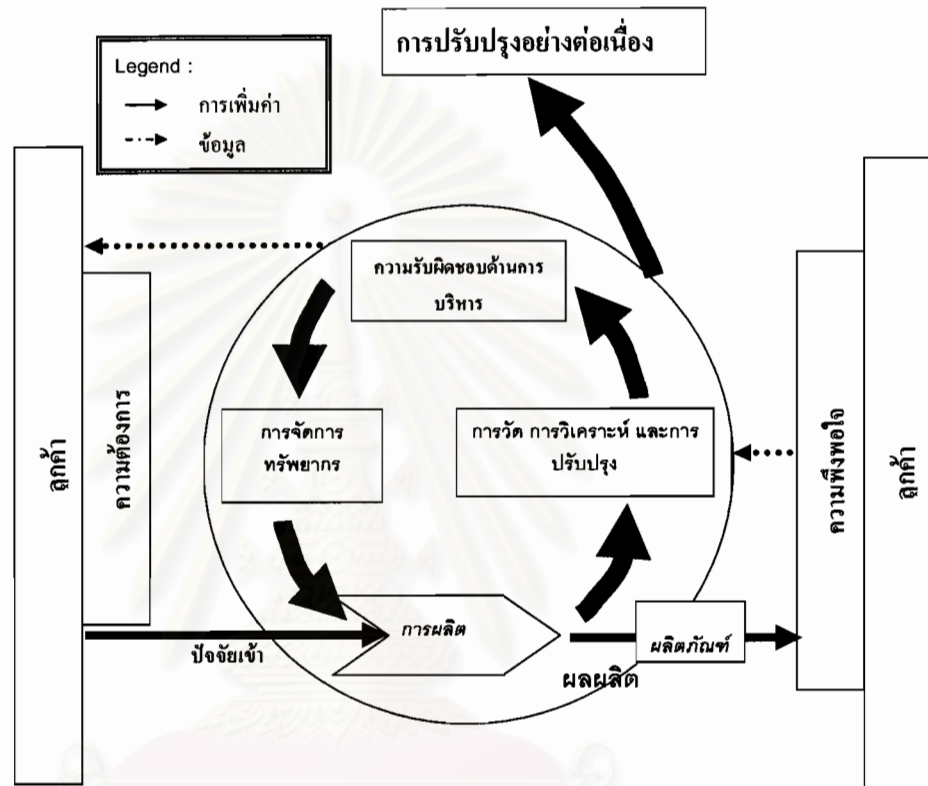 การปรับปรุงอย่างต่อเนื่อง
Legend :
การเพิ่มค่า
ข้อมูล
ความรับผิดชอบด้านการ
บริหาร
ลูกค้า
ความต้องการ
การจัดการ
ทรัพยากร
การวัด การวิเคราะห์ และการ
ปรับปรุง
ความพึงพอใจ
ลูกค้า
ปัจจัยเข้า
การผลิต
ผลผลิต
ผลิตภัณฑ์